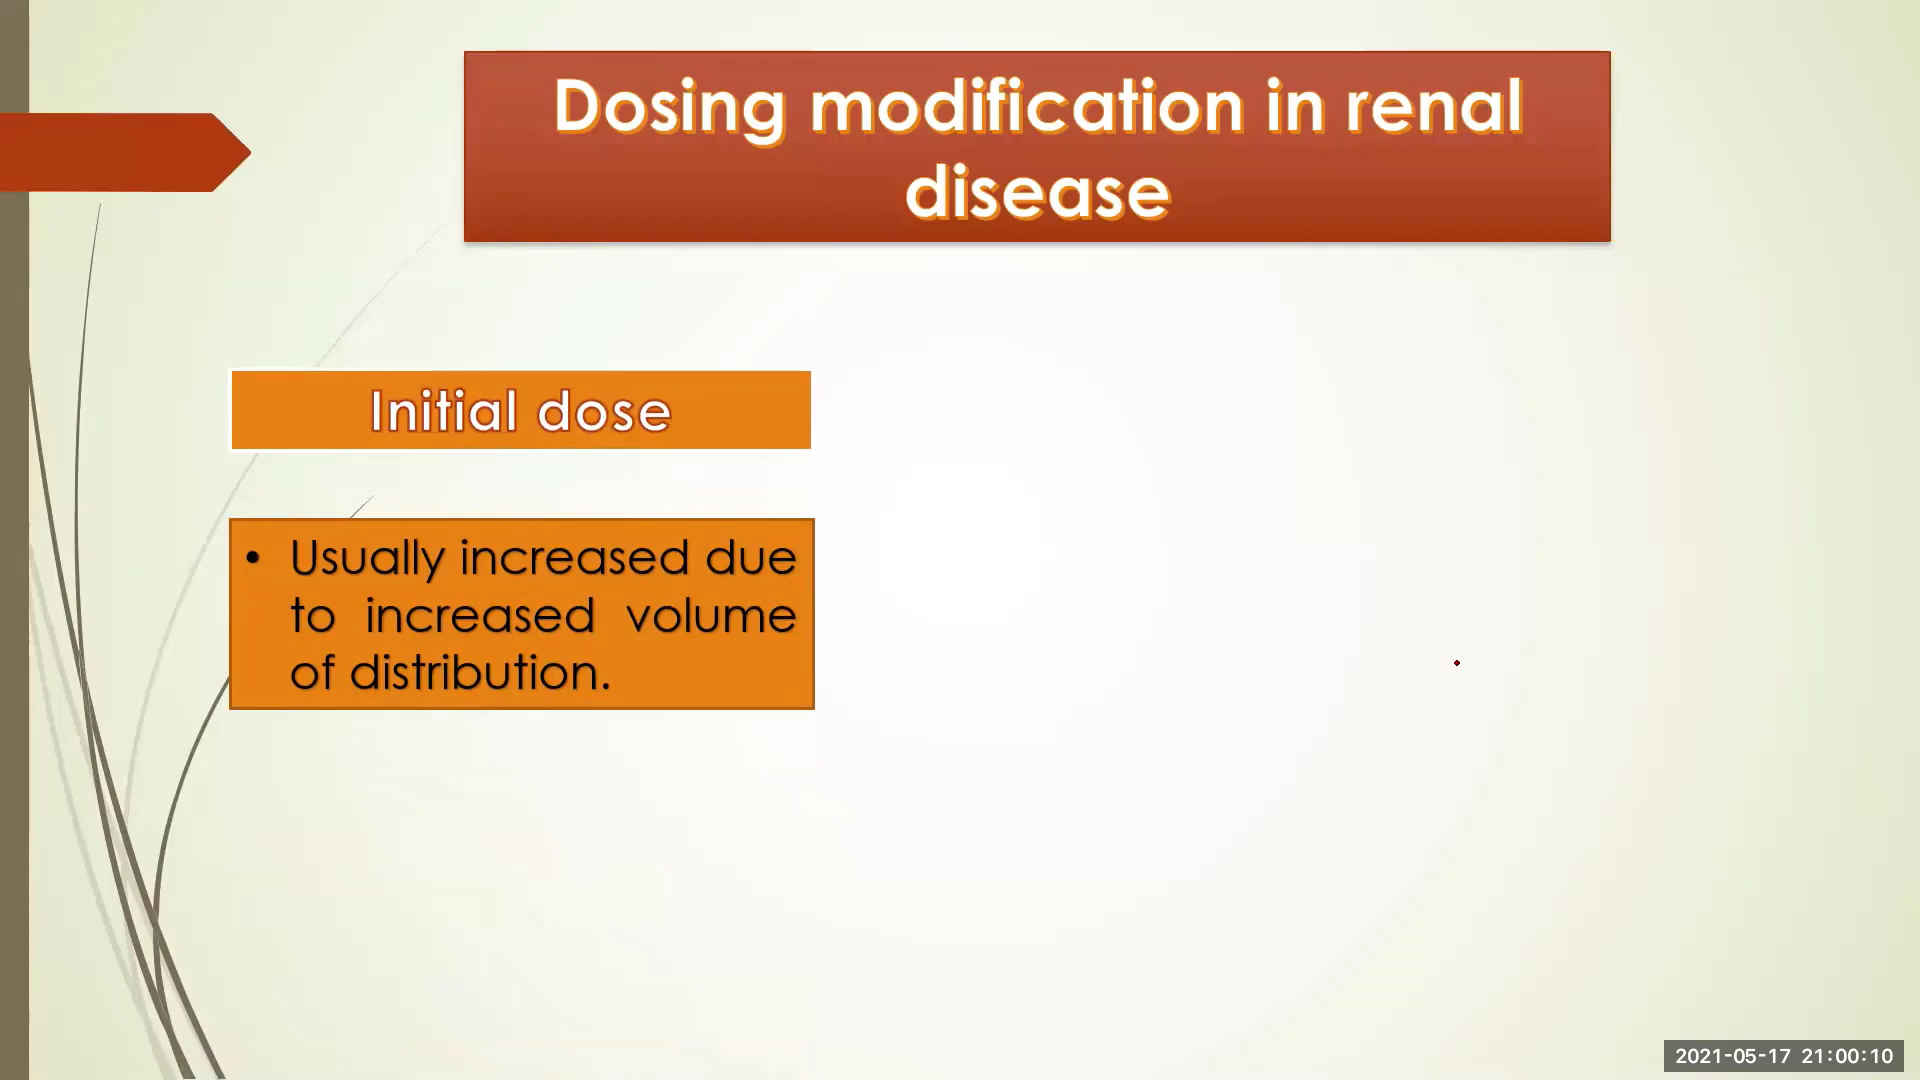 Dosing modification in renal
disease
Initial dose
• Usually increased due
to increased volume
of distribution.
2021-05-17 21:00:10